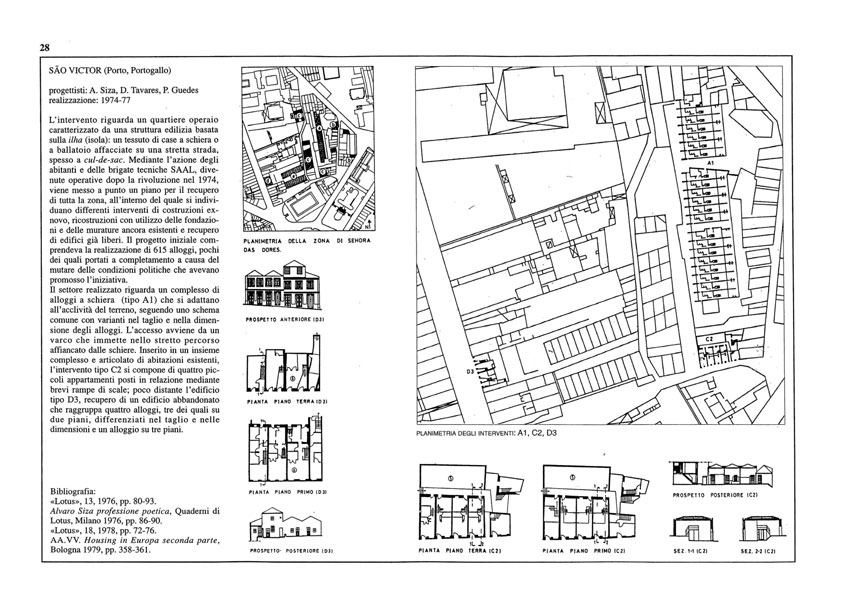 28
SÃO VICTOR (Porto, Portogallo)
progettisti: A. Siza, D. Tavares, P. Guedes
realizzazione: 1974-77
L'intervento riguarda un quartiere operaio
caratterizzato da una struttura edilizia basata
sulla ilha (isola): un tessuto di case a schiera o
a ballatoio affacciate su una stretta strada,
spesso a cul-de-sac. Mediante l'azione degli
abitanti e delle brigate tecniche SAAL, dive-
nute operative dopo la rivoluzione nel 1974,
viene messo a punto un piano per il recupero
di tutta la zona, all'interno del quale si indivi-
duano differenti interventi di costruzioni ex-
novo, ricostruzioni con utilizzo delle fondazio-
ni e delle murature ancora esistenti e recupero
di edifici già liberi. Il progetto iniziale com-
prendeva la realizzazione di 615 alloggi, pochi
dei quali portati a completamento a causa del
mutare delle condizioni politiche che avevano
promosso l'iniziativa.
Il settore realizzato riguarda un complesso di
alloggi a schiera (tipo A1) che si adattano
all'acclività del terreno, seguendo uno schema
comune con varianti nel taglio e nella dimen-
sione degli alloggi. L'accesso avviene da un
varco che immette nello stretto percorso
affiancato dalle schiere. Inserito in un insieme
complesso e articolato di abitazioni esistenti,
l'intervento tipo C2 si compone di quattro pic-
coli appartamenti posti in relazione mediante
brevi rampe di scale; poco distante l'edificio
tipo D3, recupero di un edificio abbandonato
che raggruppa quattro alloggi, tre dei quali su
due piani, differenziati nel taglio e nelle
dimensioni e un alloggio su tre piani.
Bibliografia:
«Lotus», 13, 1976, pp. 80-93.
Alvaro Siza professione poetica, Quaderni di
Lotus, Milano 1976, pp. 86-90.
«Lotus», 18, 1978, pp. 72-76.
AA.VV. Housing in Europa seconda parte,
Bologna 1979, pp. 358-361.
PLANIMETRIA DELLA ZONA DI SEHORA
DAS DORES.
PROSPETTO ANTERIORE (D3)
PIANTA PIANO TERRA (D3)
PIANTA PIANO PRIMO (D3)
PROSPETTO POSTERIORE (D3)
A1
C2
D3
PLANIMETRIA DEGLI INTERVENTI: A1, C2, D3
PIANTA PIANO TERRA (C2)
PIANTA PIANO PRIMO (C2)
PROSPETTO POSTERIORE (C2)
SEZ. 1-1 (C2)
SEZ. 2-2 (C2)